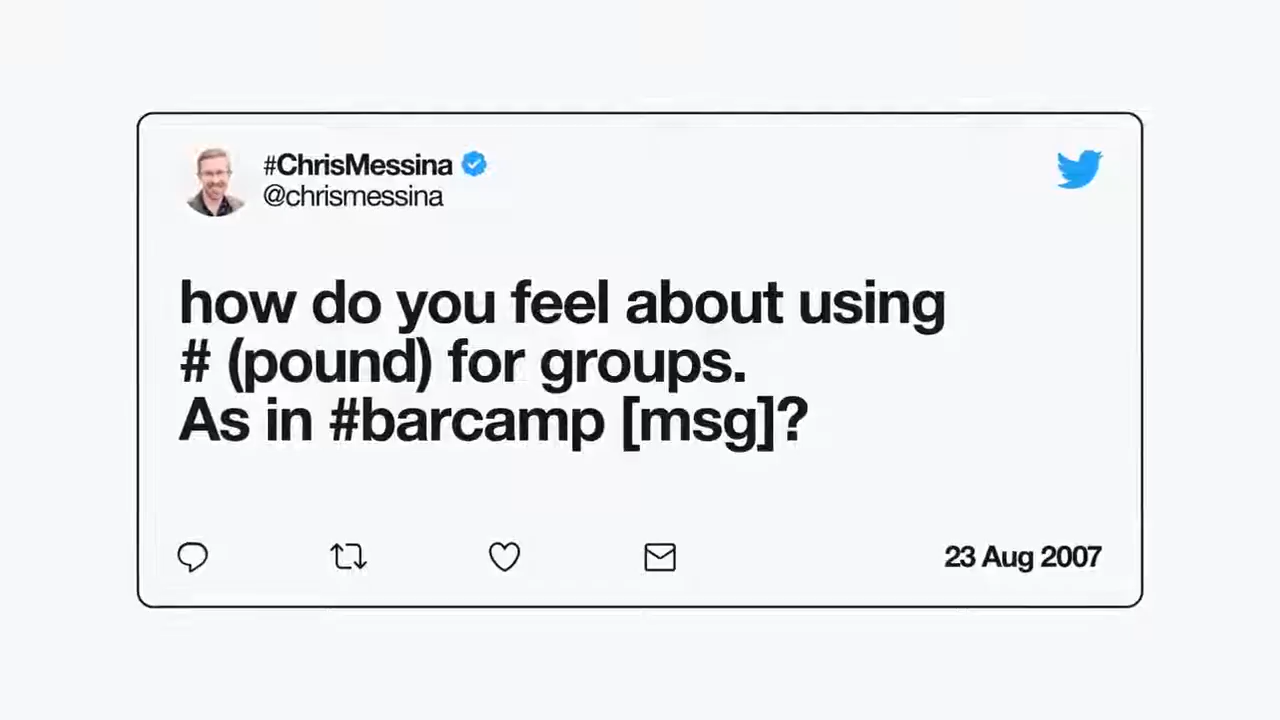 #ChrisMessina
@chrismessina
how do you feel about using
# (pound) for groups.
As in #barcamp [msg]?
23 Aug 2007